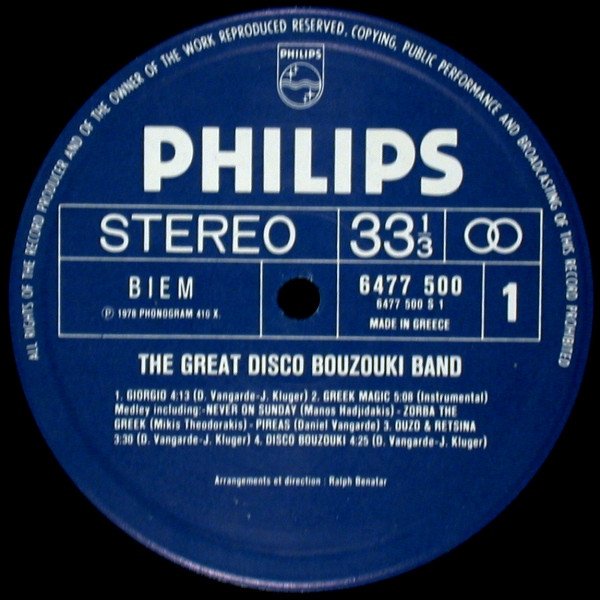 ALL RIGHTS OF THE RECORD PRODUCER AND OF THE OWNER OF THE WORK REPRODUCED RESERVED. COPYING, PUBLIC PERFORMANCE AND BROADCASTING OF THIS RECORD PROHIBITED
PHILIPS
PHILIPS
STEREO 33 1/3
BIEM
℗ 1978 PHONOGRAM 410 X.
6477 500
6477 500 S 1
MADE IN GREECE
1
THE GREAT DISCO BOUZOUKI BAND
1. GIORGIO 4:13 (D. Vangarde-J. Kluger) 2. GREEK MAGIC 5:08 (Instrumental)
Medley including:-NEVER ON SUNDAY (Manos Hadjidakis) - ZORBA THE
GREEK (Mikis Theodorakis) - PIREAS (Daniel Vangarde) 3. OUZO & RETSINA
3:30 (D. Vangarde-J. Kluger) 4. DISCO BOUZOUKI 4:25 (D. Vangarde-J. Kluger)
Arrangements et direction : Ralph Benatar